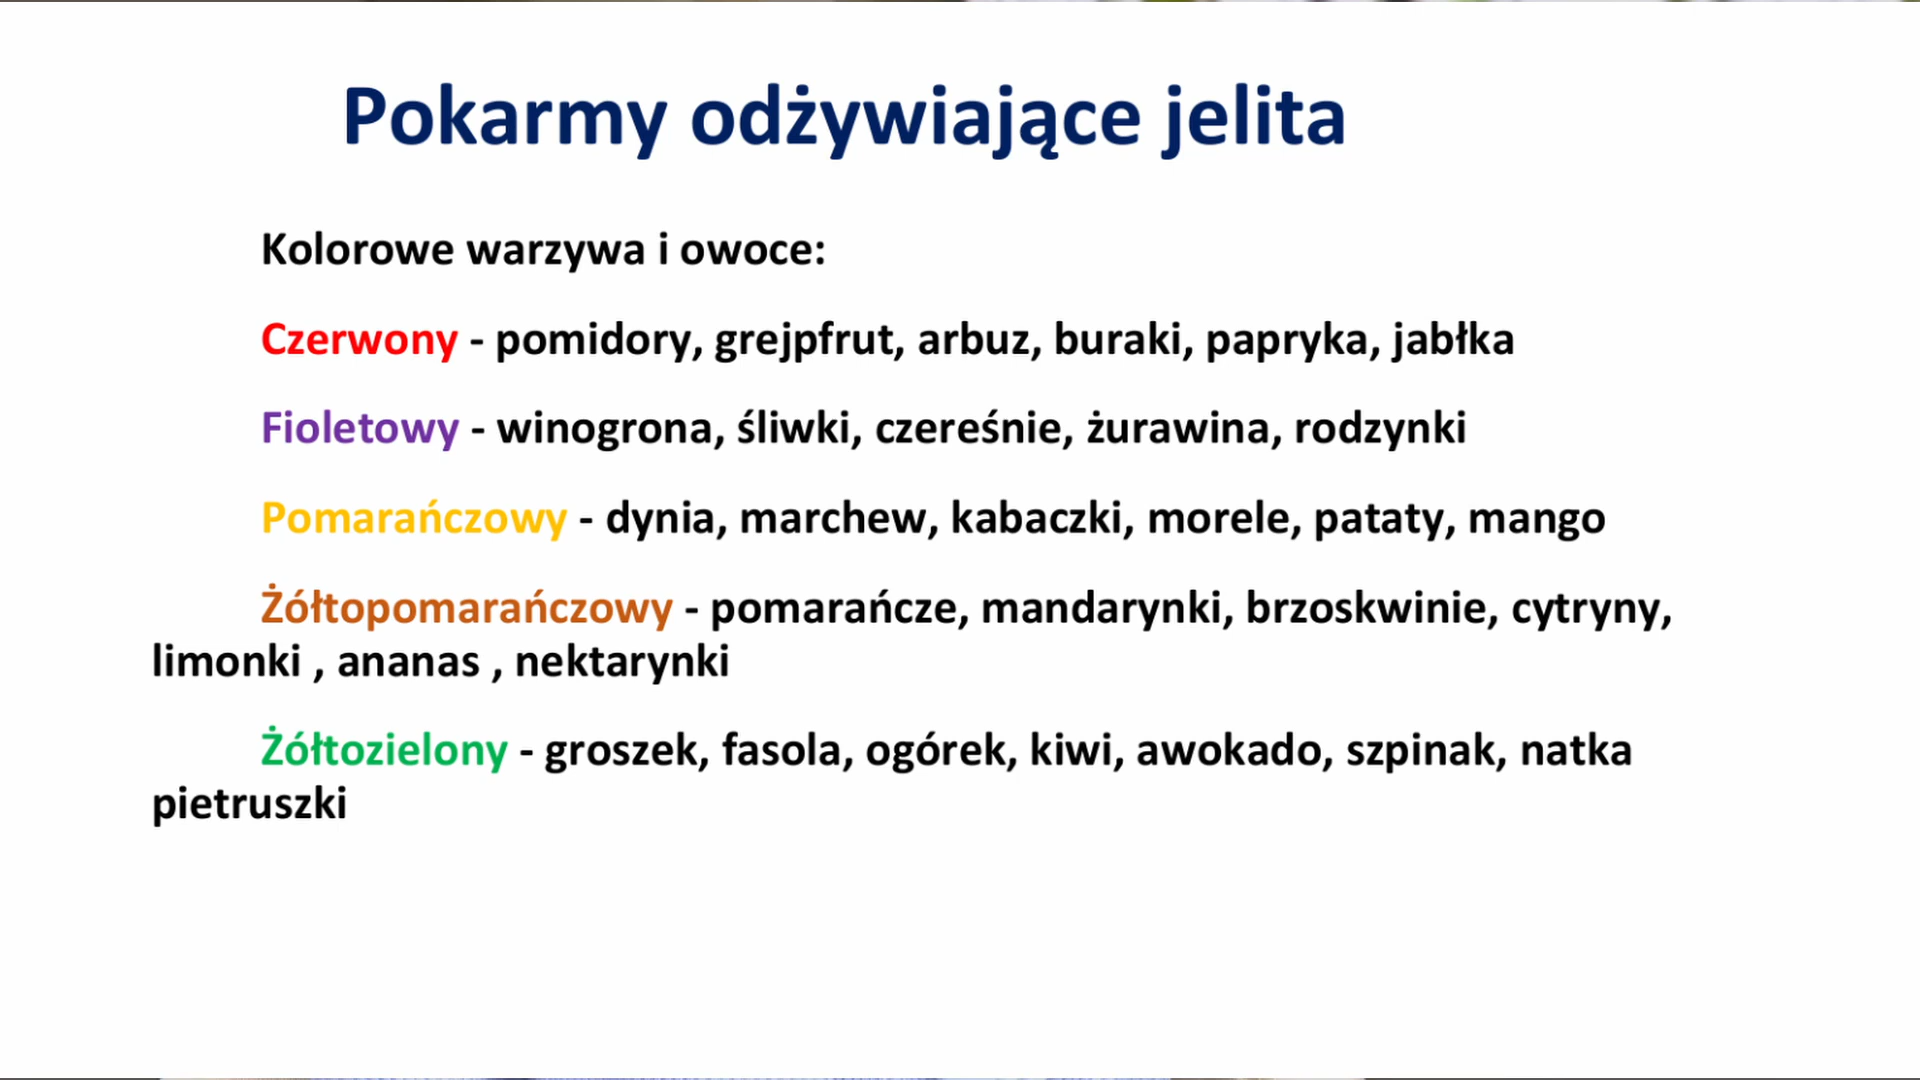 Pokarmy odżywiające jelita
Kolorowe warzywa i owoce:
Czerwony - pomidory, grejpfrut, arbuz, buraki, papryka, jabłka
Fioletowy - winogrona, śliwki, czereśnie, żurawina, rodzynki
Pomarańczowy - dynia, marchew, kabaczki, morele, pataty, mango
Żółtopomarańczowy - pomarańcze, mandarynki, brzoskwinie, cytryny,
limonki , ananas , nektarynki
Żółtozielony - groszek, fasola, ogórek, kiwi, awokado, szpinak, natka
pietruszki